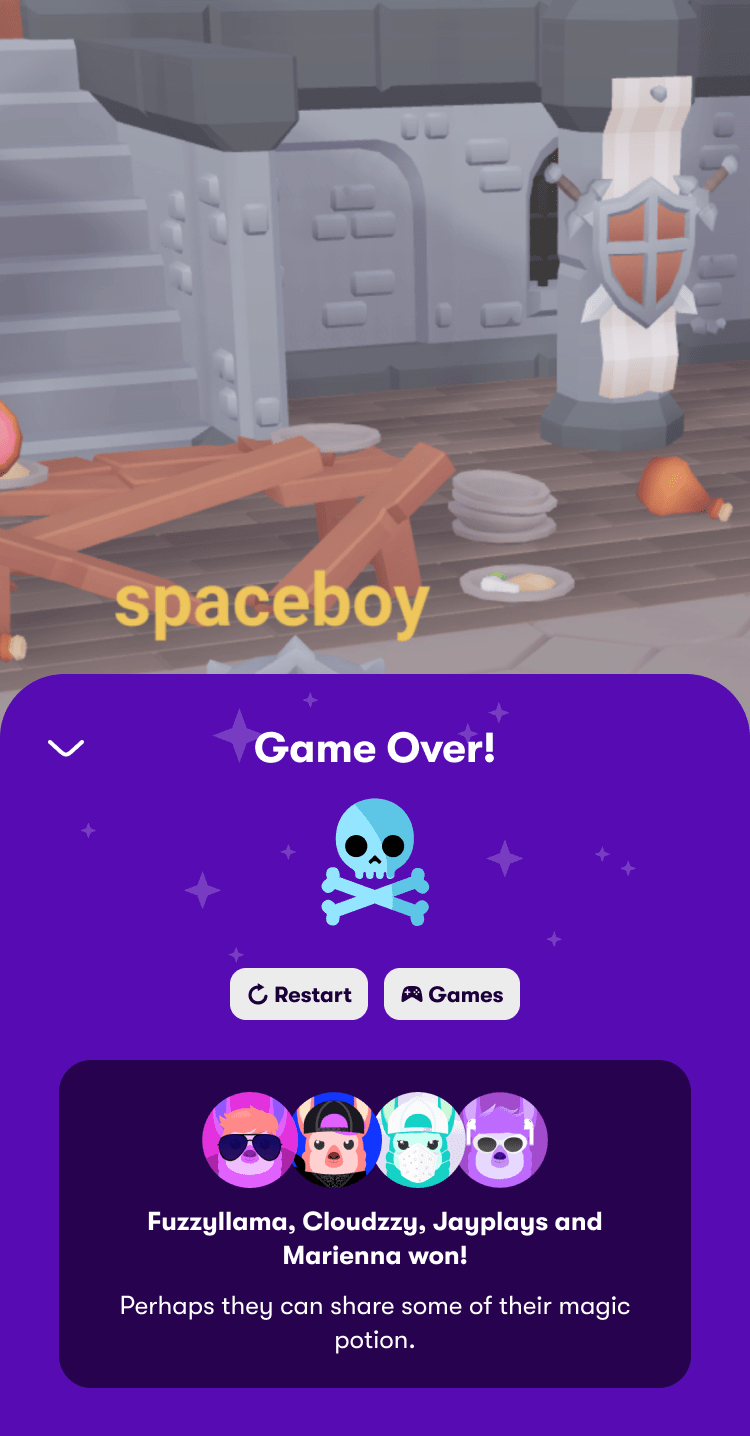 spaceboy
Game Over!
Restart
Games
Fuzzyllama, Cloudzzy, Jayplays and
Marienna won!
Perhaps they can share some of their magic
potion.